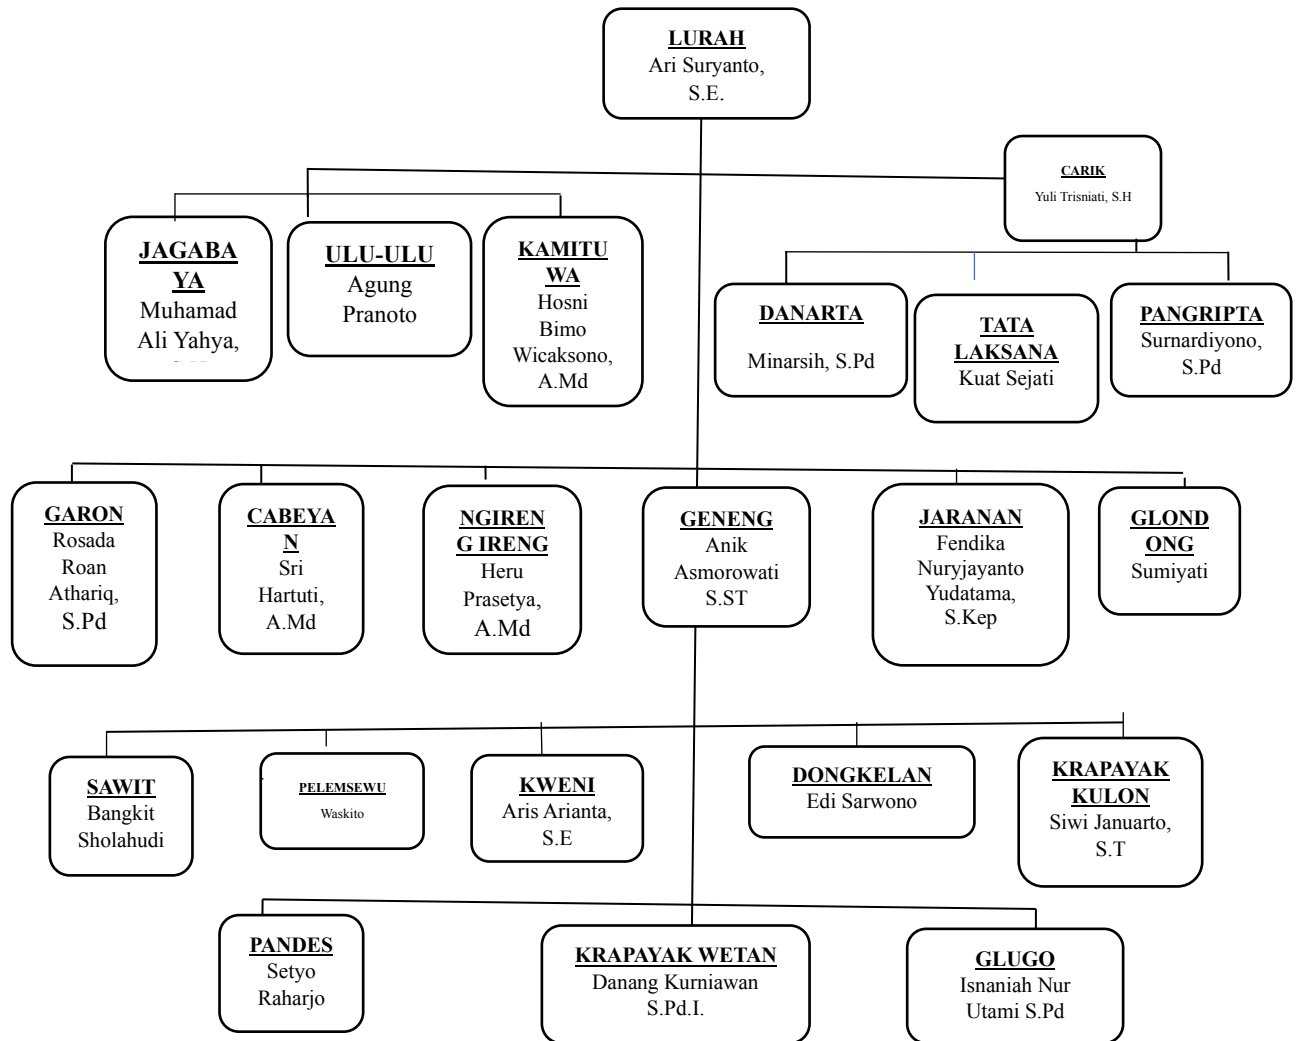 LURAH
Ari Suryanto,
S.E.
CARIK
Yuli Trisniati, S.H
JAGABA
YA
Muhamad
Ali Yahya,
ULU-ULU
Agung
Pranoto
KAMITU
WA
Hosni
Bimo
Wicaksono,
A.Md
DANARTA
Minarsih, S.Pd
TATA
LAKSANA
Kuat Sejati
PANGRIPTA
Surnardiyono,
S.Pd
GARON
Rosada
Roan
Athariq,
S.Pd
CABEYA
N
Sri
Hartuti,
A.Md
NGIREN
G IRENG
Heru
Prasetya,
A.Md
GENENG
Anik
Asmorowati
S.ST
JARANAN
Fendika
Nuryjayanto
Yudatama,
S.Kep
GLOND
ONG
Sumiyati
SAWIT
Bangkit
Sholahudi
PELEMSEWU
Waskito
KWENI
Aris Arianta,
S.E
DONGKELAN
Edi Sarwono
KRAPAYAK
KULON
Siwi Januarto,
S.T
PANDES
Setyo
Raharjo
KRAPAYAK WETAN
Danang Kurniawan
S.Pd.I.
GLUGO
Isnaniah Nur
Utami S.Pd